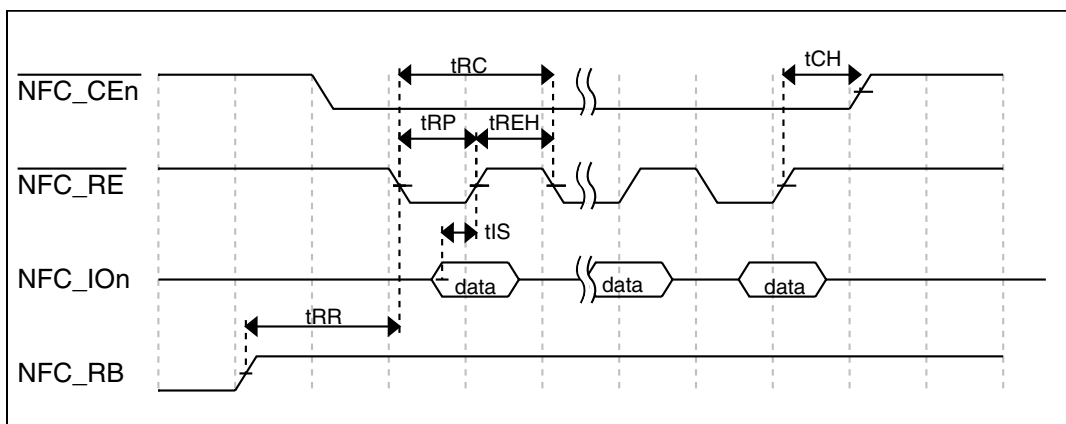 tRC
tCH
NFC_CEn
tRP
tREH
NFC_RE
tIS
NFC_IOn
data
data
data
tRR
NFC_RB